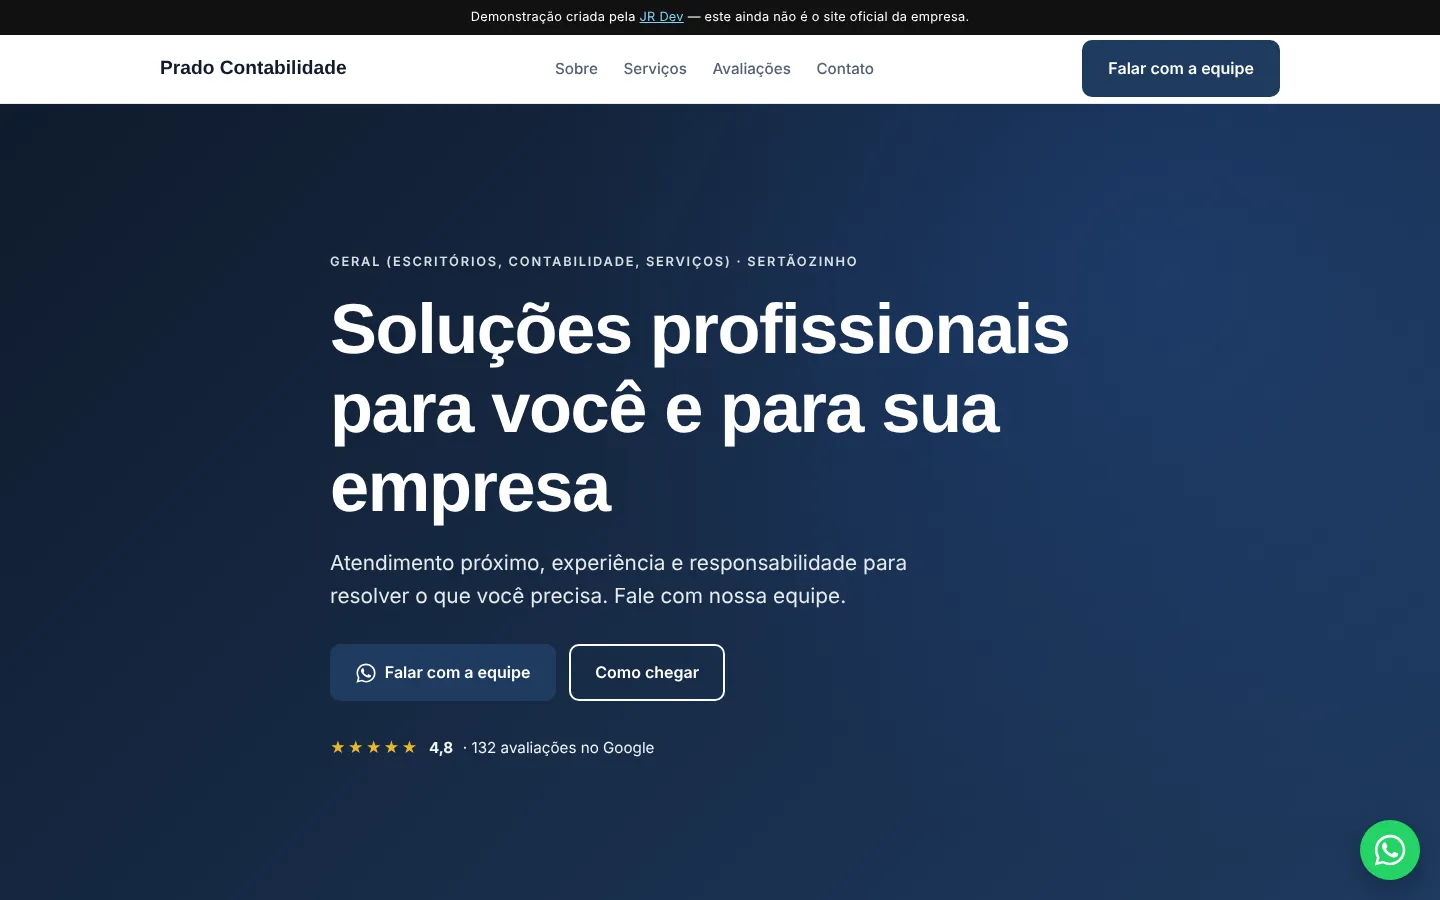 Demonstração criada pela JR Dev — este ainda não é o site oficial da empresa.
Prado Contabilidade
Sobre
Serviços
Avaliações
Contato
Falar com a equipe
GERAL (ESCRITÓRIOS, CONTABILIDADE, SERVIÇOS) · SERTÃOZINHO
Soluções profissionais
para você e para sua
empresa
Atendimento próximo, experiência e responsabilidade para
resolver o que você precisa. Fale com nossa equipe.
Falar com a equipe
Como chegar
★★★★★ 4,8 · 132 avaliações no Google